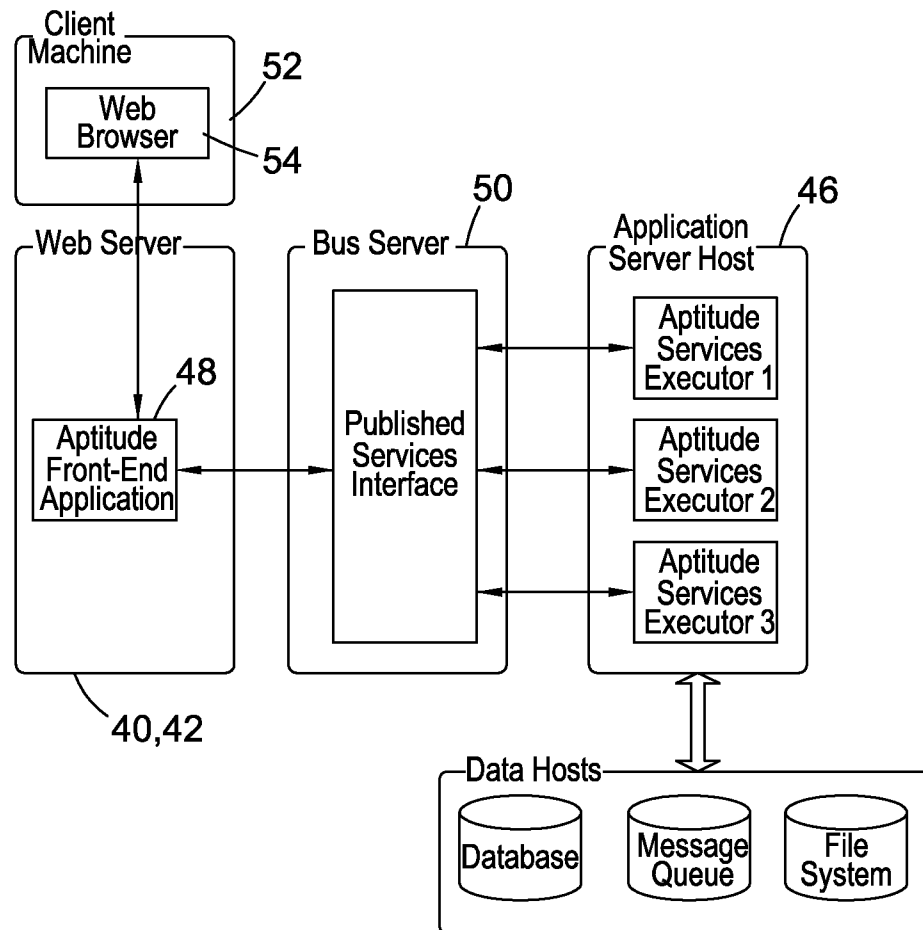 Client
Machine
52
Web
Browser
54
Web Server
Bus Server
50
Application
Server Host
46
48
Aptitude
Front-End
Application
Published
Services
Interface
Aptitude
Services
Executor 1
Aptitude
Services
Executor 2
Aptitude
Services
Executor 3
40,42
Data Hosts
Database
Message
Queue
File
System